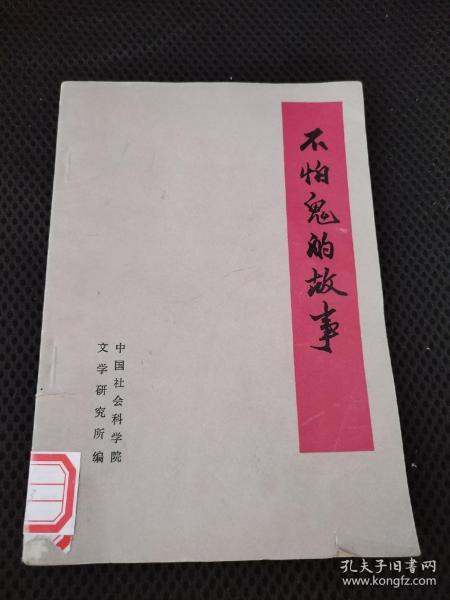 不怕鬼的故事
中国社会科学院
文学研究所编
孔夫子旧书网
www.kongfz.com